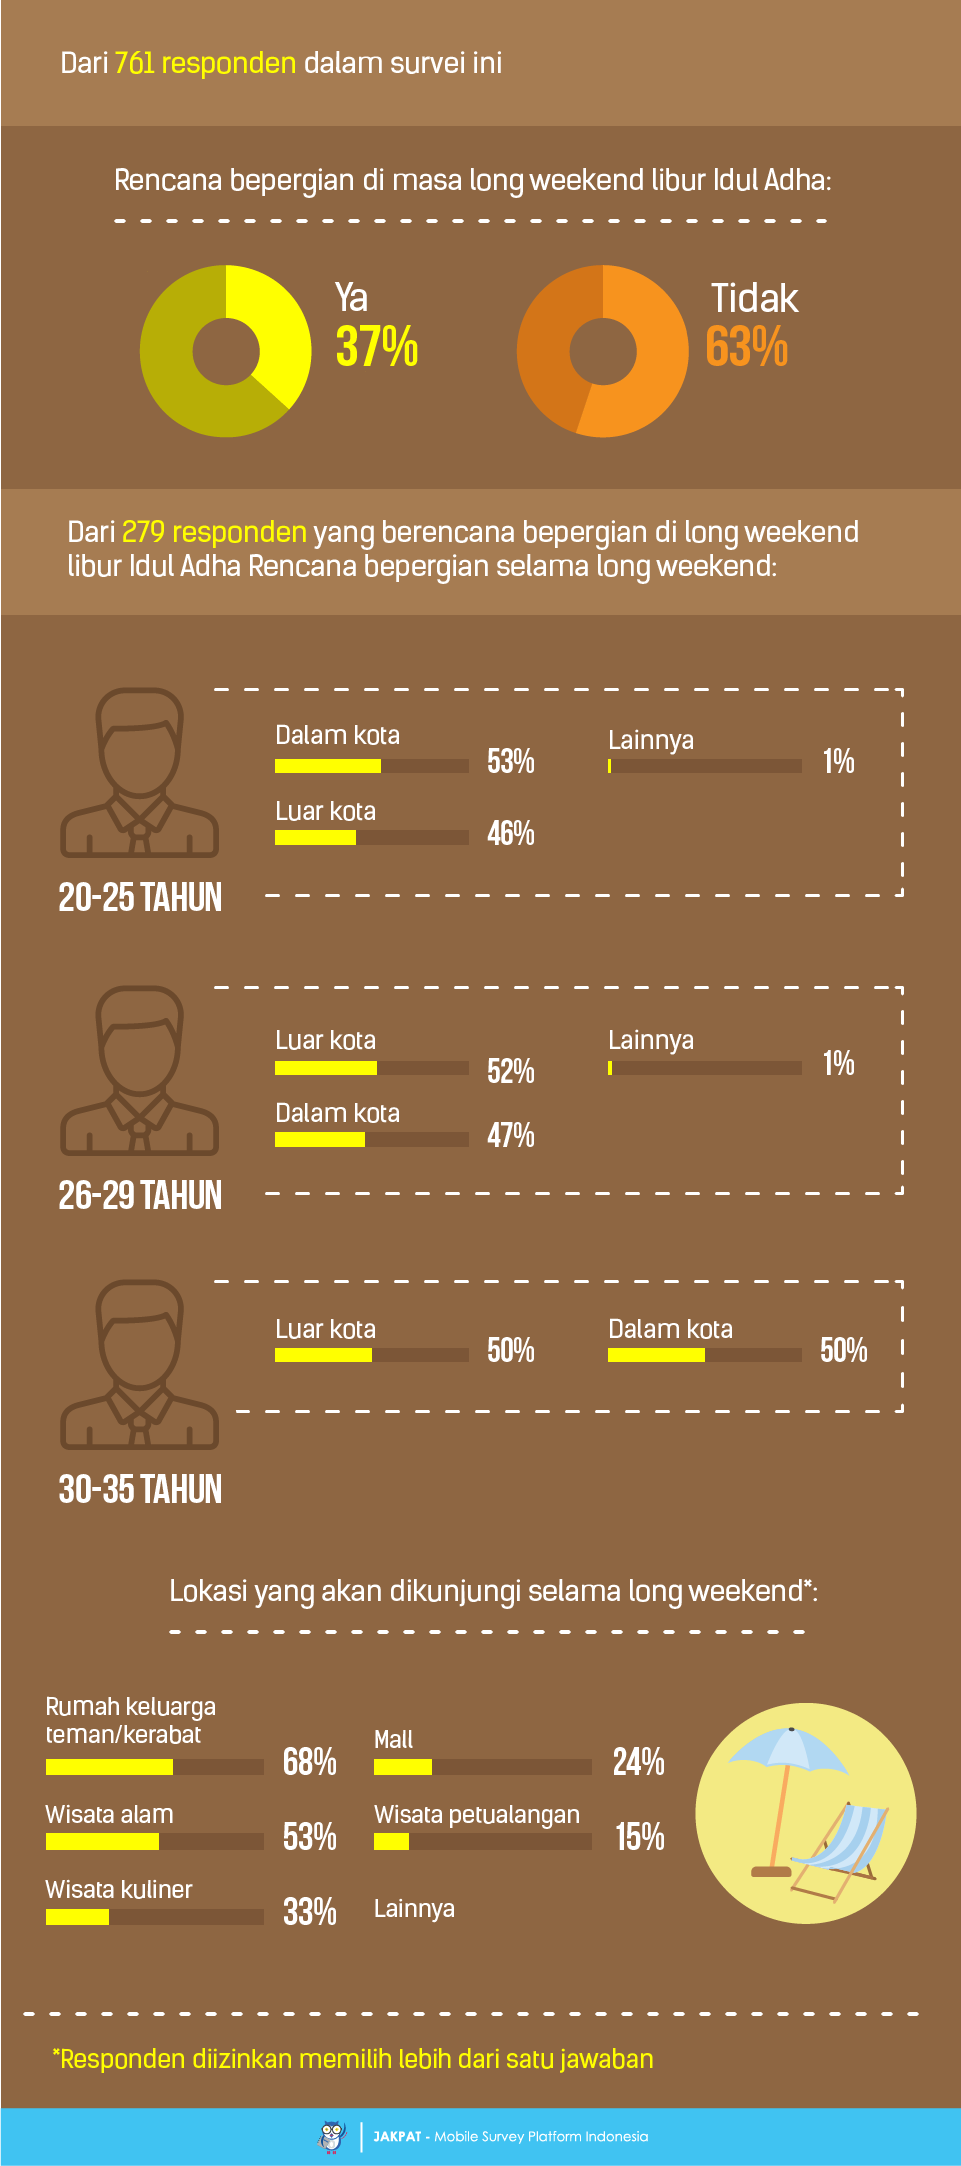 Dari 761 responden dalam survei ini
Rencana bepergian di masa long weekend libur Idul Adha:
Ya
37%
Tidak
63%
Dari 279 responden yang berencana bepergian di long weekend
libur Idul Adha Rencana bepergian selama long weekend:
Dalam kota
53%
Lainnya
1%
Luar kota
46%
20-25 TAHUN
Luar kota
52%
Lainnya
1%
Dalam kota
47%
26-29 TAHUN
Luar kota
50%
Dalam kota
50%
30-35 TAHUN
Lokasi yang akan dikunjungi selama long weekend*:
Rumah keluarga
teman/kerabat
68%
Mall
24%
Wisata alam
53%
Wisata petualangan
15%
Wisata kuliner
33%
Lainnya
*Responden diizinkan memilih lebih dari satu jawaban
JAKPAT - Mobile Survey Platform Indonesia